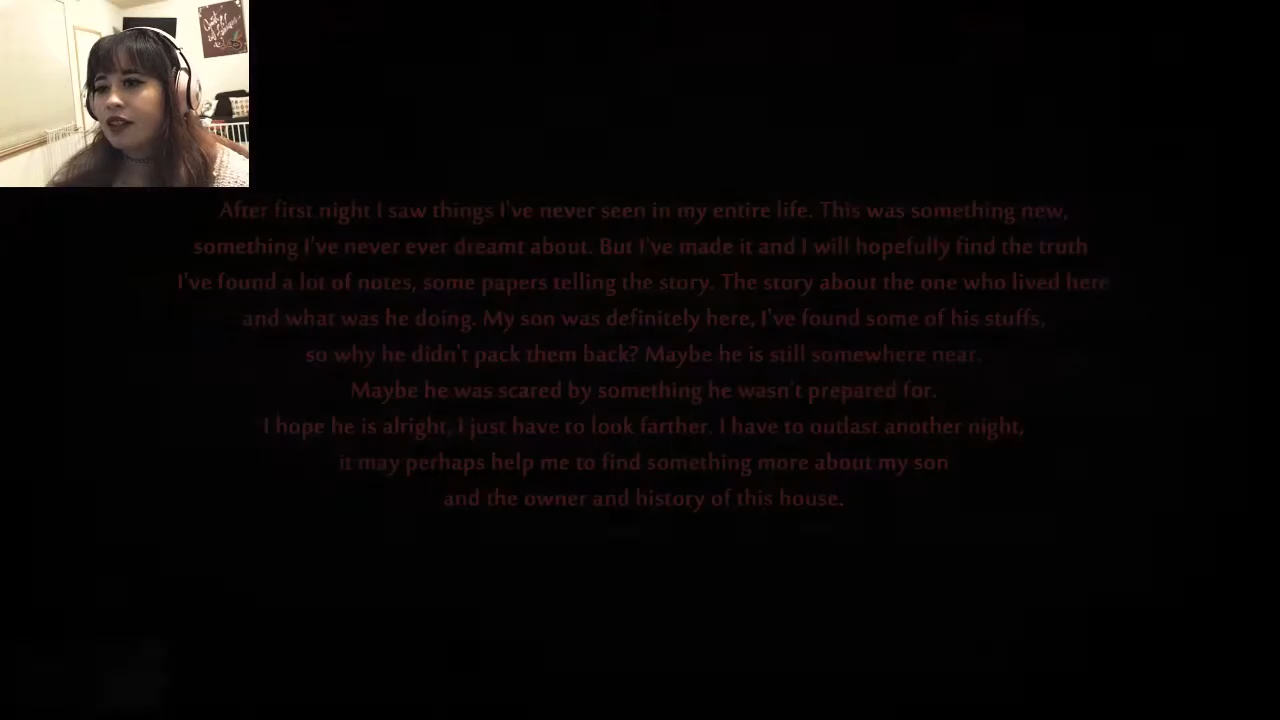 After first night I saw things I've never seen in my entire life. This was something new,
something I've never ever dreamt about. But I've made it and I will hopefully find the truth
I've found a lot of notes, some papers telling the story. The story about the one who lived here
and what was he doing. My son was definitely here, I've found some of his stuffs,
so why he didn't pack them back? Maybe he is still somewhere near.
Maybe he was scared by something he wasn't prepared for.
I hope he is alright, I just have to look farther. I have to outlast another night,
it may perhaps help me to find something more about my son
and the owner and history of this house.